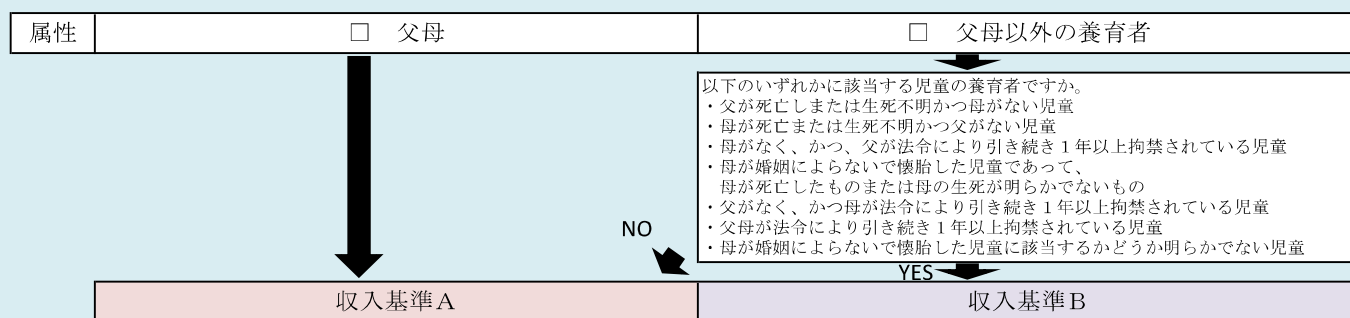 属性 □ 父母 □ 父母以外の養育者
以下のいずれかに該当する児童の養育者ですか。
・父が死亡しまたは生死不明かつ母がない児童
・母が死亡または生死不明かつ父がない児童
・母がなく、かつ、父が法令により引き続き１年以上拘禁されている児童
・母が婚姻によらないで懐胎した児童であって、
母が死亡したものまたは母の生死が明らかでないもの
・父がなく、かつ母が法令により引き続き１年以上拘禁されている児童
・父母が法令により引き続き１年以上拘禁されている児童
・母が婚姻によらないで懐胎した児童に該当するかどうか明らかでない児童
NO
YES
収入基準Ａ 収入基準Ｂ